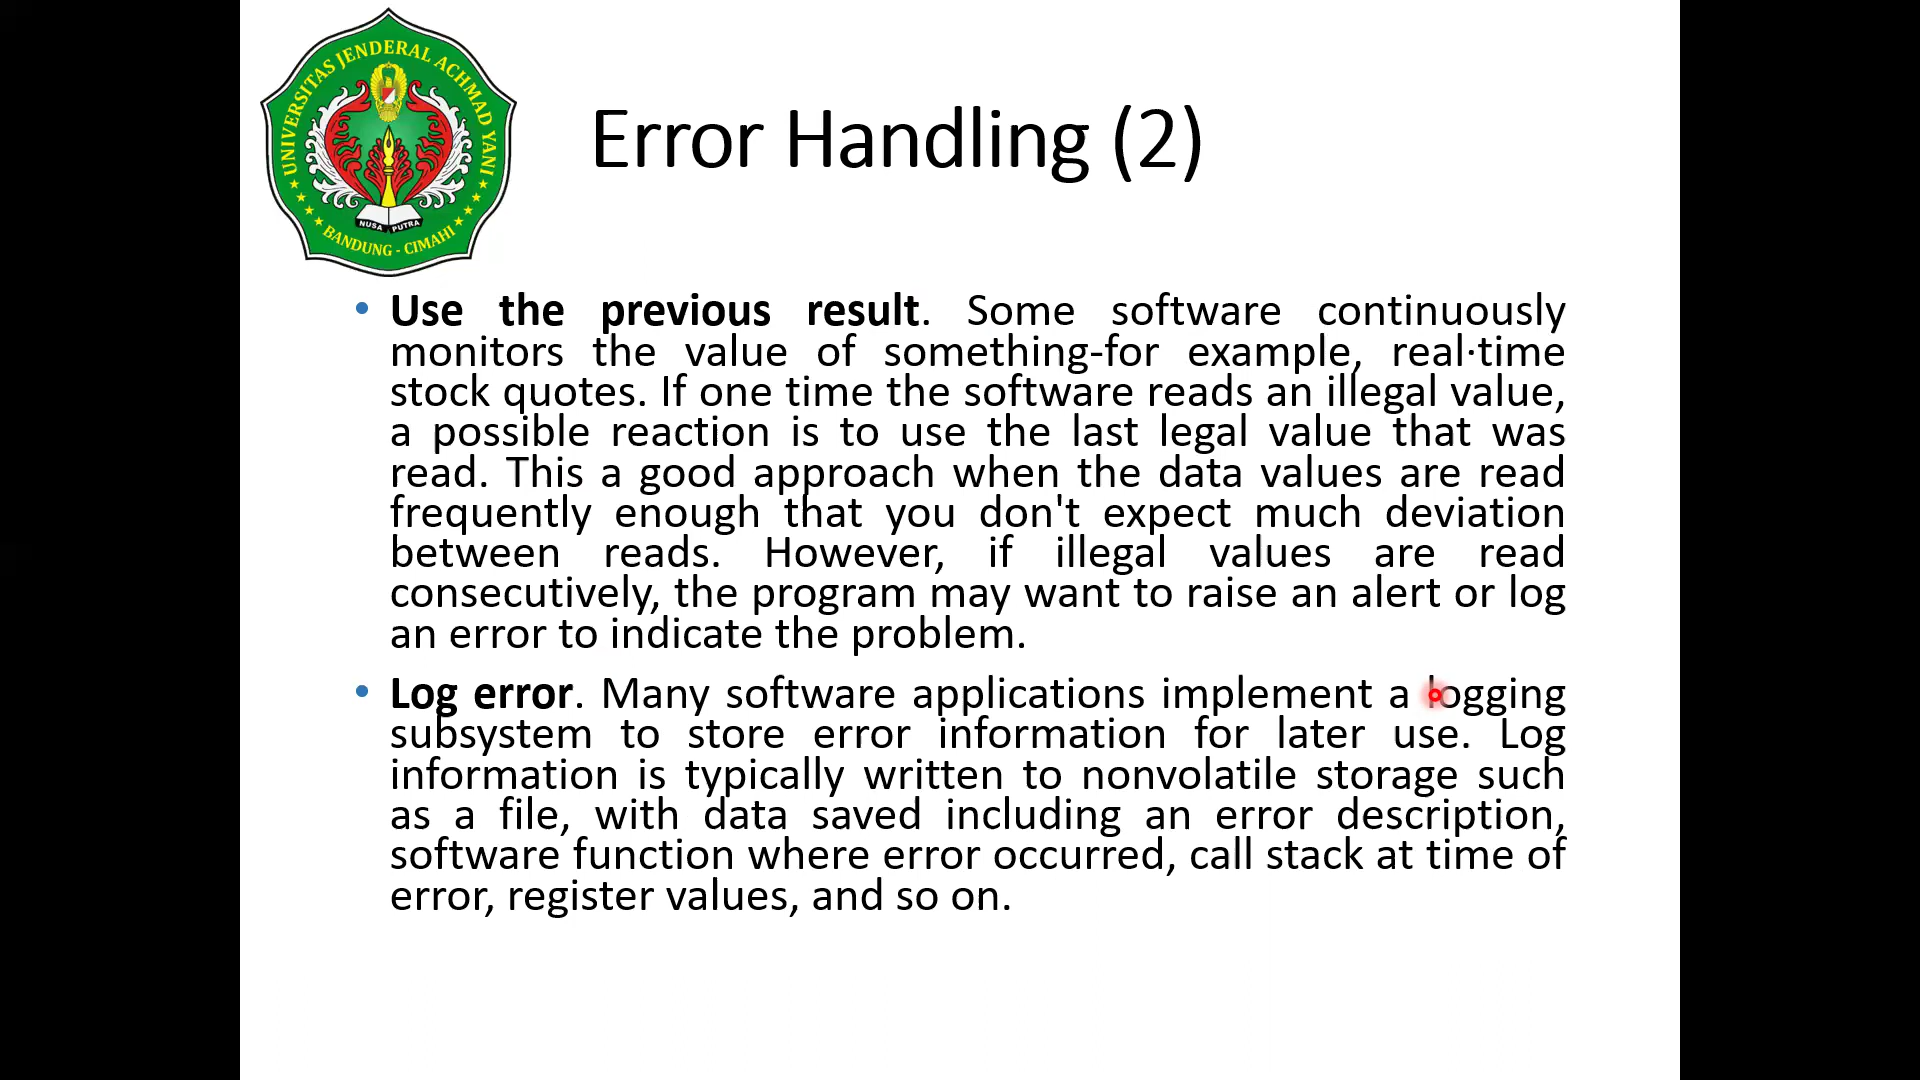 UNIVERSITAS JENDERAL ACHMAD YANI
NUSA PUTRA
BANDUNG - CIMAHI
Error Handling (2)
• Use the previous result. Some software continuously
monitors the value of something-for example, real·time
stock quotes. If one time the software reads an illegal value,
a possible reaction is to use the last legal value that was
read. This a good approach when the data values are read
frequently enough that you don't expect much deviation
between reads. However, if illegal values are read
consecutively, the program may want to raise an alert or log
an error to indicate the problem.
• Log error. Many software applications implement a logging
subsystem to store error information for later use. Log
information is typically written to nonvolatile storage such
as a file, with data saved including an error description,
software function where error occurred, call stack at time of
error, register values, and so on.